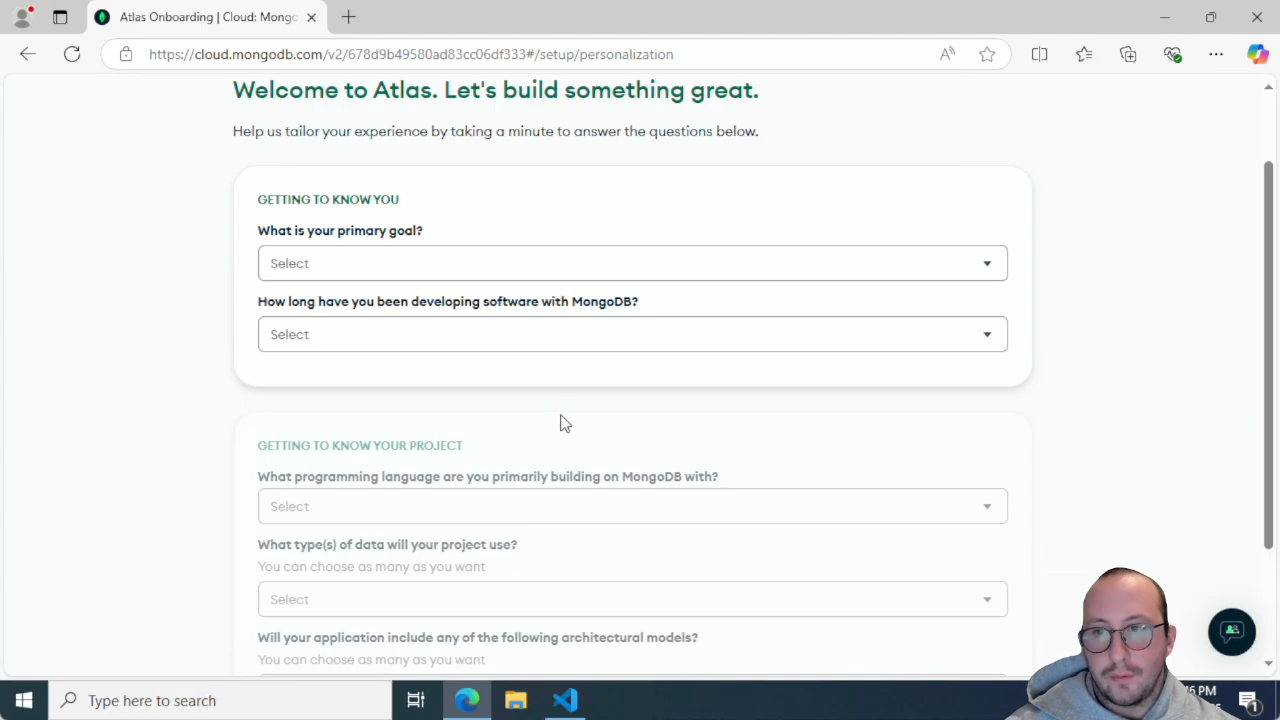 Atlas Onboarding | Cloud: Mongo
https://cloud.mongodb.com/v2/678d9b49580ad83cc06df333#/setup/personalization
Welcome to Atlas. Let's build something great.
Help us tailor your experience by taking a minute to answer the questions below.
GETTING TO KNOW YOU
What is your primary goal?
Select
How long have you been developing software with MongoDB?
Select
GETTING TO KNOW YOUR PROJECT
What programming language are you primarily building on MongoDB with?
Select
What type(s) of data will your project use?
You can choose as many as you want
Select
Will your application include any of the following architectural models?
You can choose as many as you want
Type here to search
PM
1